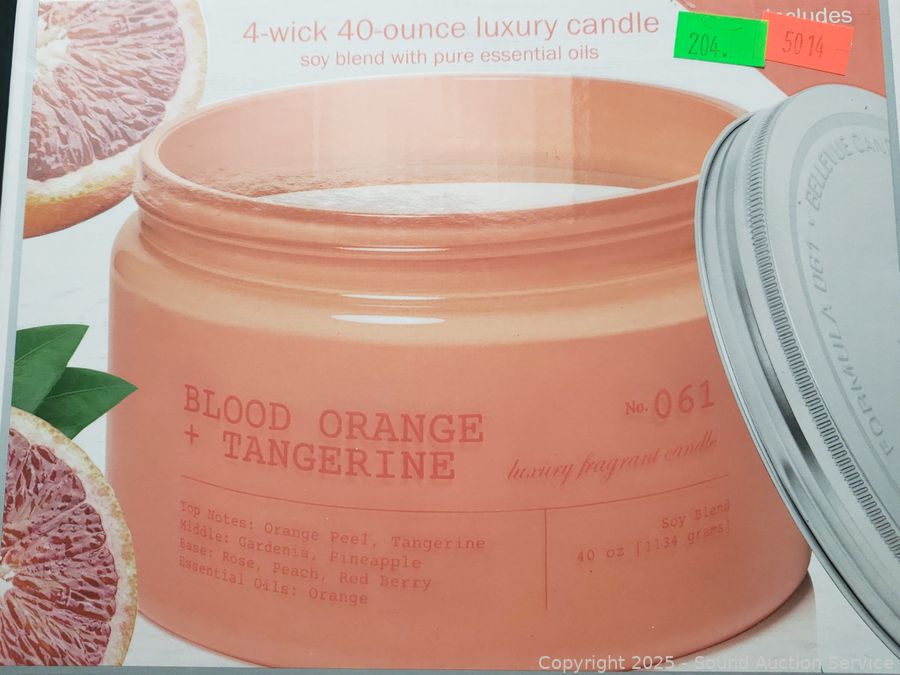 4-wick 40-ounce luxury candle
soy blend with pure essential oils
204.
5014
BLOOD ORANGE
+ TANGERINE
No. 061
luxury fragrant candle
Top Notes: Orange Peel, Tangerine
Middle: Gardenia, Pineapple
Base: Rose, Peach, Red Berry
Essential Oils: Orange
Soy Blend
40 oz [1134 grams]
FORMULA 061 · BELLEVUE
Copyright 2025 - Sound Auction Service